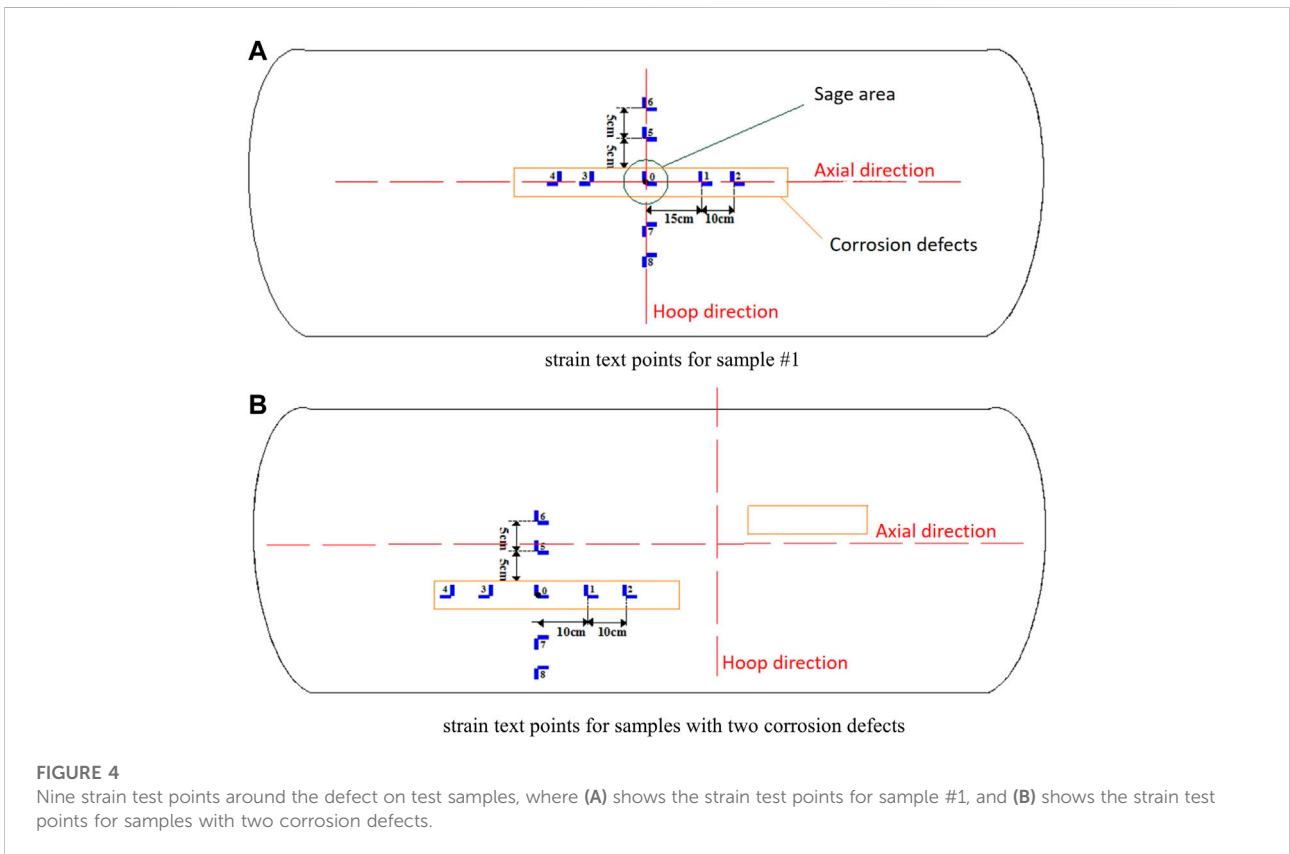 A
Sage area
6
5cm
5
5cm
4
3
0
1
2
Axial direction
15cm
10cm
7
Corrosion defects
8
Hoop direction
strain text points for sample #1
B
6
5cm
5
Axial direction
5cm
4
3
0
1
2
10cm
10cm
7
8
Hoop direction
strain text points for samples with two corrosion defects
FIGURE 4
Nine strain test points around the defect on test samples, where (A) shows the strain test points for sample #1, and (B) shows the strain test
points for samples with two corrosion defects.